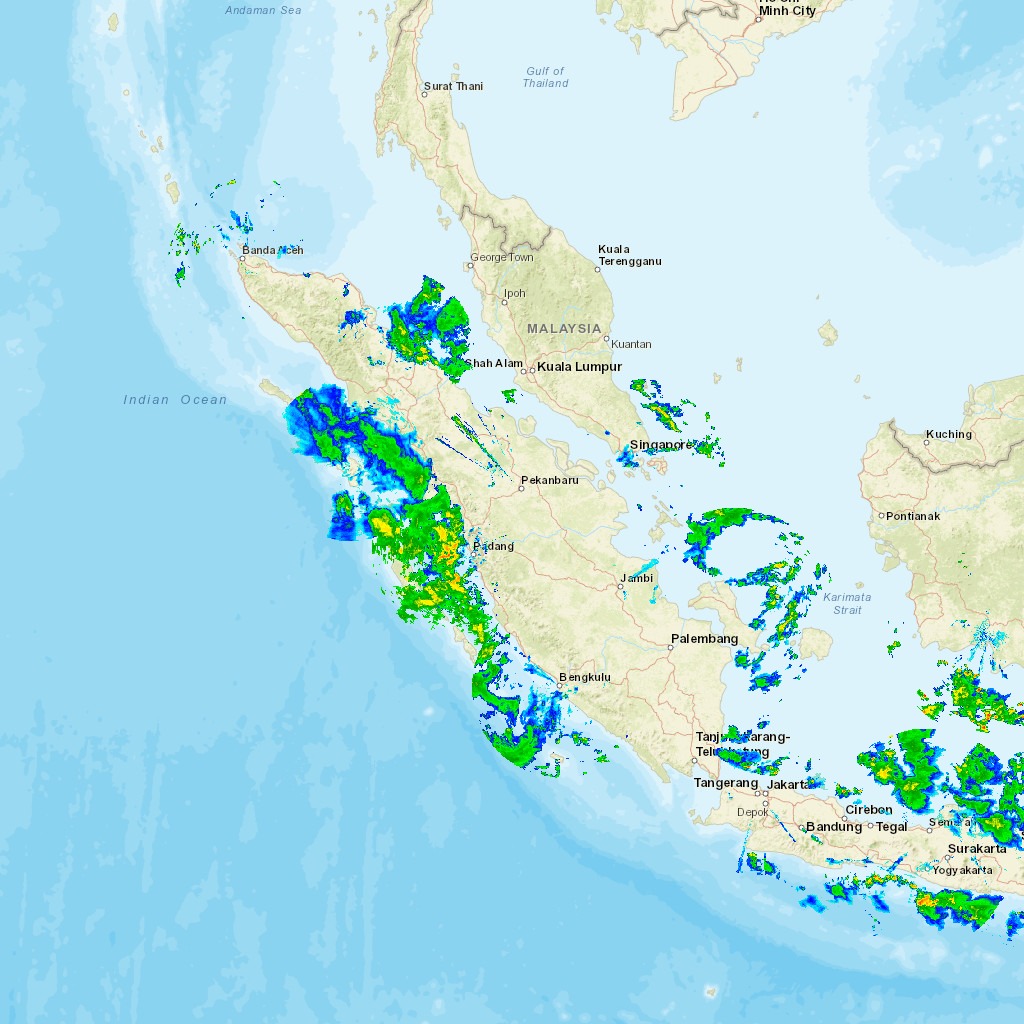 Andaman Sea
Minh City
Gulf of
Thailand
Surat Thani
Banda Aceh
George Town
Kuala
Terengganu
Ipoh
MALAYSIA
Kuantan
Shah Alam
Kuala Lumpur
Indian Ocean
Singapore
Kuching
Pekanbaru
Pontianak
Padang
Jambi
Karimata
Strait
Palembang
Bengkulu
Tangerang
Jakarta
Depok
Cirebon
Bandung
Tegal
Surakarta
Yogyakarta